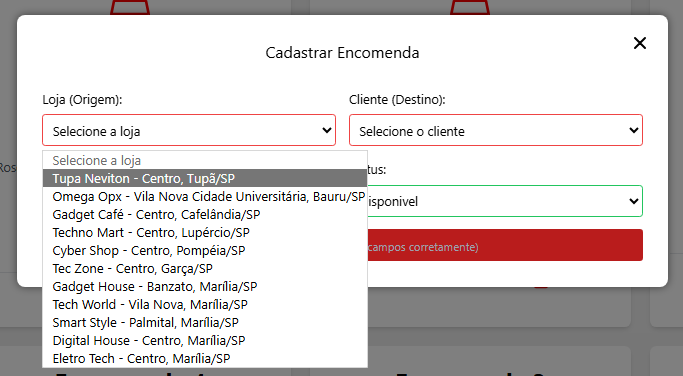 Cadastrar Encomenda
Loja (Origem):
Cliente (Destino):
Selecione a loja
Selecione o cliente
Selecione a loja
Tupa Neviton - Centro, Tupã/SP
Omega Opx - Vila Nova Cidade Universitária, Bauru/SP
Gadget Café - Centro, Cafelândia/SP
Techno Mart - Centro, Lupércio/SP
Cyber Shop - Centro, Pompéia/SP
Tec Zone - Centro, Garça/SP
Gadget House - Banzato, Marília/SP
Tech World - Vila Nova, Marília/SP
Smart Style - Palmital, Marília/SP
Digital House - Centro, Marília/SP
Eletro Tech - Centro, Marília/SP
tus:
isponivel
campos corretamente)